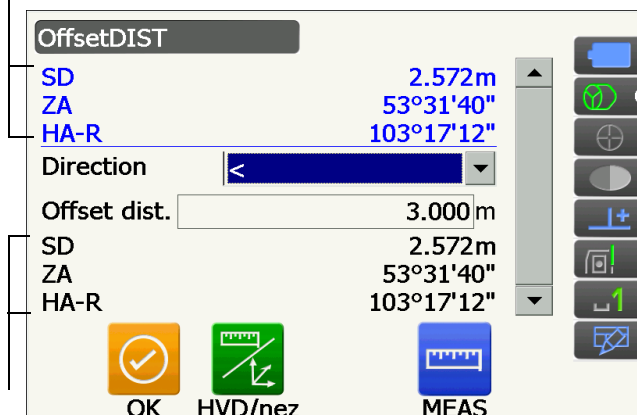 OffsetDIST
SD 2.572m
ZA 53°31'40"
HA-R 103°17'12"
Direction <
Offset dist. 3.000 m
SD 2.572m
ZA 53°31'40"
HA-R 103°17'12"
OK HVD/nez MEAS